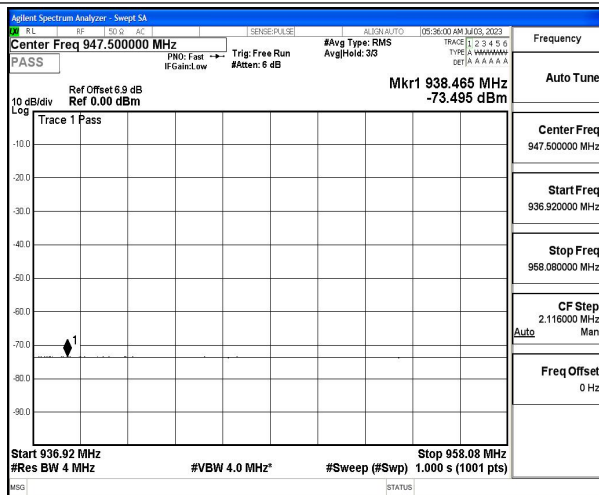 Agilent Spectrum Analyzer - Swept SA
RL RF 50 Ω AC SENSE:PULSE ALIGN AUTO 05:36:00 AM Jul 03, 2023
Center Freq 947.500000 MHz
PASS
PNO: Fast
IFGain:Low
Trig: Free Run
#Atten: 6 dB
#Avg Type: RMS
Avg|Hold: 3/3
TRACE 1 2 3 4 5 6
TYPE A WWWWW
DET A A A A A A
Ref Offset 6.9 dB
Ref 0.00 dBm
Mkr1 938.465 MHz
-73.495 dBm
10 dB/div
Log
Trace 1 Pass
-10.0
-20.0
-30.0
-40.0
-50.0
-60.0
-70.0
-80.0
-90.0
1
Start 936.92 MHz
Stop 958.08 MHz
#Res BW 4 MHz
#VBW 4.0 MHz*
#Sweep (#Swp) 1.000 s (1001 pts)
MSG
STATUS
Frequency
Auto Tune
Center Freq
947.500000 MHz
Start Freq
936.920000 MHz
Stop Freq
958.080000 MHz
CF Step
2.116000 MHz
Auto Man
Freq Offset
0 Hz